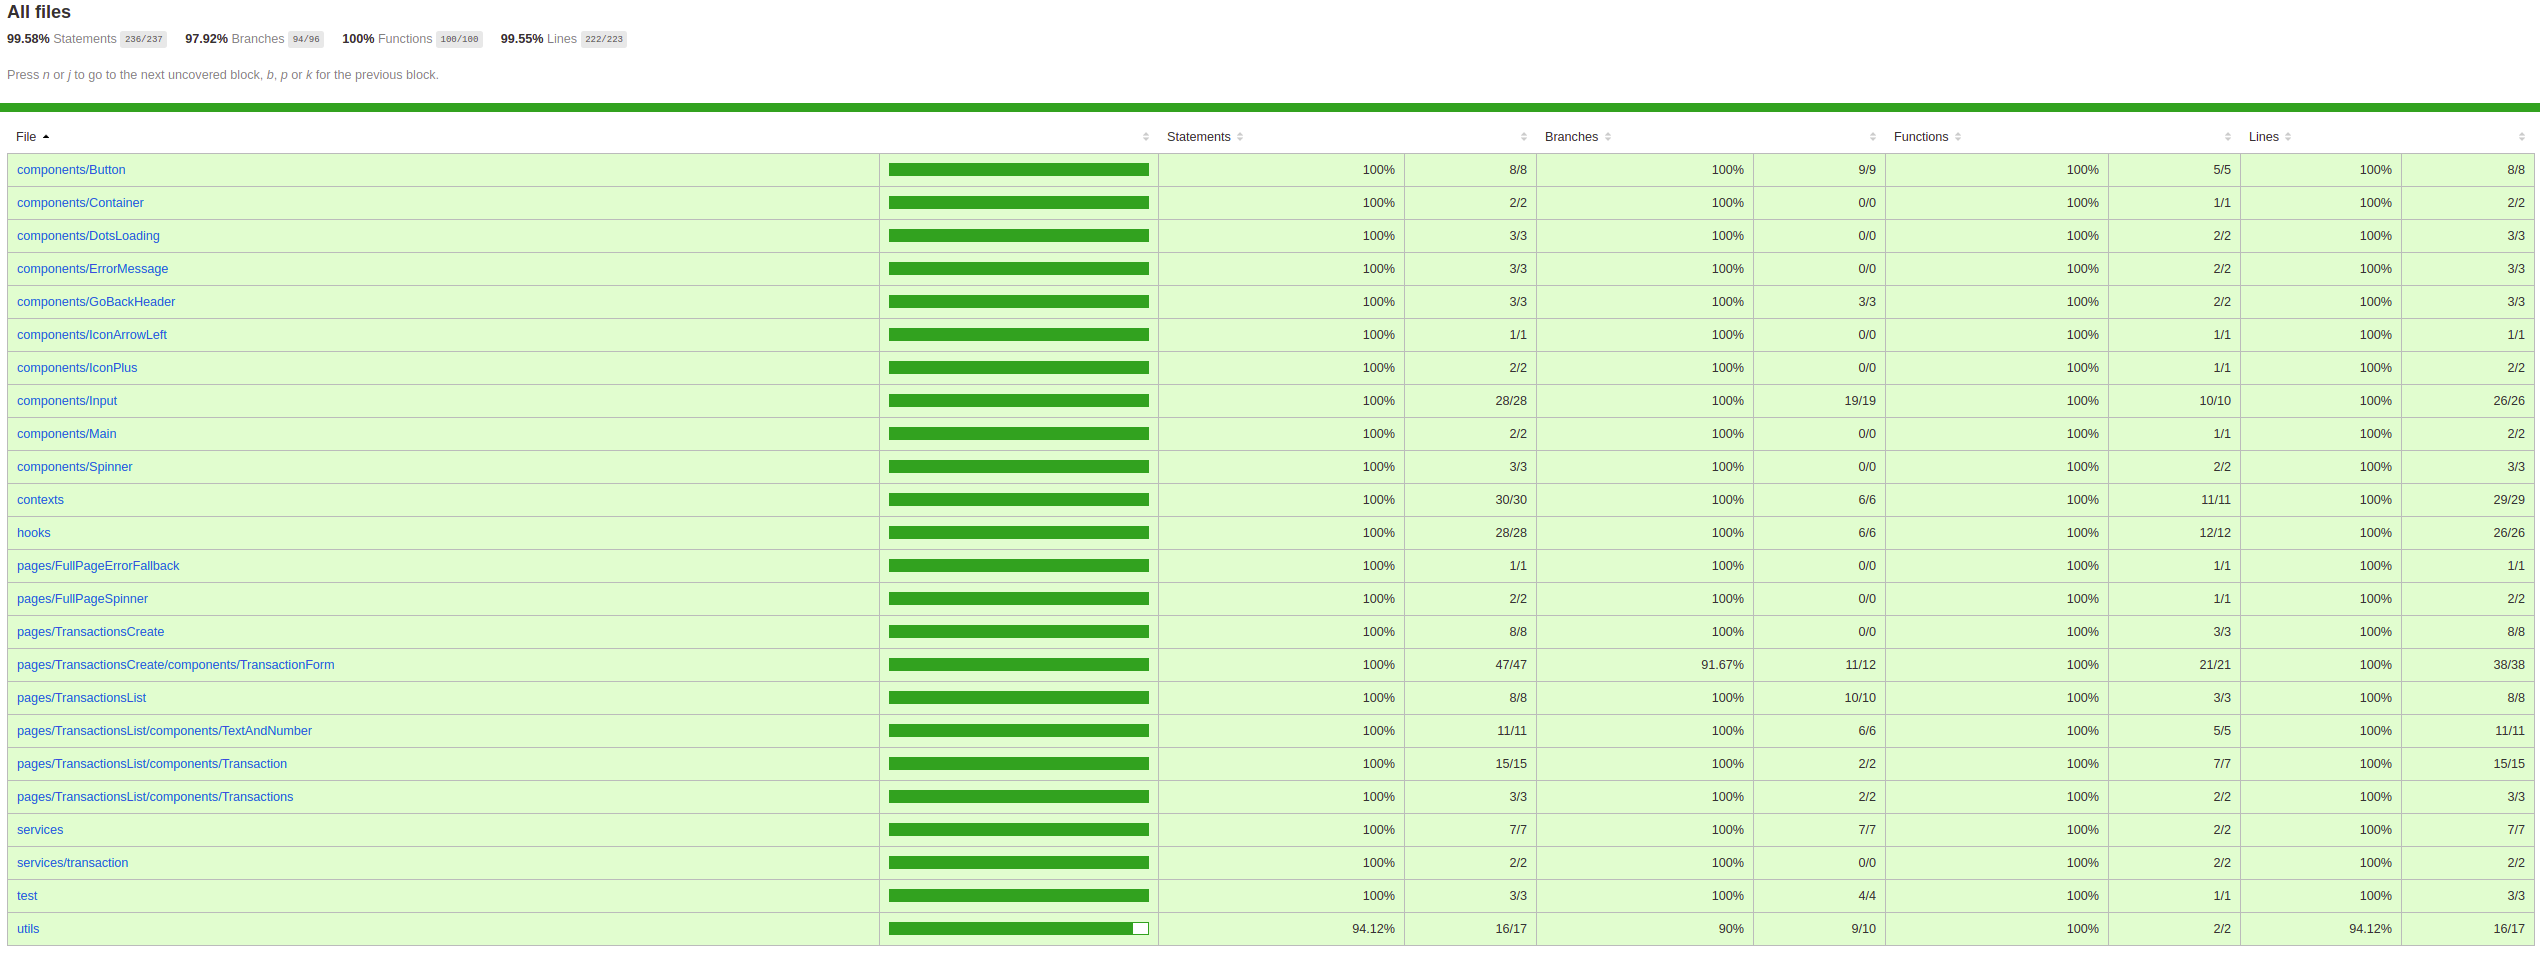 All files
99.58% Statements 236/237 97.92% Branches 94/96 100% Functions 100/100 99.55% Lines 222/223
Press n or j to go to the next uncovered block, b, p or k for the previous block.
File Statements Branches Functions Lines
components/Button 100% 8/8 100% 9/9 100% 5/5 100% 8/8
components/Container 100% 2/2 100% 0/0 100% 1/1 100% 2/2
components/DotsLoading 100% 3/3 100% 0/0 100% 2/2 100% 3/3
components/ErrorMessage 100% 3/3 100% 0/0 100% 2/2 100% 3/3
components/GoBackHeader 100% 3/3 100% 3/3 100% 2/2 100% 3/3
components/IconArrowLeft 100% 1/1 100% 0/0 100% 1/1 100% 1/1
components/IconPlus 100% 2/2 100% 0/0 100% 1/1 100% 2/2
components/Input 100% 28/28 100% 19/19 100% 10/10 100% 26/26
components/Main 100% 2/2 100% 0/0 100% 1/1 100% 2/2
components/Spinner 100% 3/3 100% 0/0 100% 2/2 100% 3/3
contexts 100% 30/30 100% 6/6 100% 11/11 100% 29/29
hooks 100% 28/28 100% 6/6 100% 12/12 100% 26/26
pages/FullPageErrorFallback 100% 1/1 100% 0/0 100% 1/1 100% 1/1
pages/FullPageSpinner 100% 2/2 100% 0/0 100% 1/1 100% 2/2
pages/TransactionsCreate 100% 8/8 100% 0/0 100% 3/3 100% 8/8
pages/TransactionsCreate/components/TransactionForm 100% 47/47 91.67% 11/12 100% 21/21 100% 38/38
pages/TransactionsList 100% 8/8 100% 10/10 100% 3/3 100% 8/8
pages/TransactionsList/components/TextAndNumber 100% 11/11 100% 6/6 100% 5/5 100% 11/11
pages/TransactionsList/components/Transaction 100% 15/15 100% 2/2 100% 7/7 100% 15/15
pages/TransactionsList/components/Transactions 100% 3/3 100% 2/2 100% 2/2 100% 3/3
services 100% 7/7 100% 7/7 100% 2/2 100% 7/7
services/transaction 100% 2/2 100% 0/0 100% 2/2 100% 2/2
test 100% 3/3 100% 4/4 100% 1/1 100% 3/3
utils 94.12% 16/17 90% 9/10 100% 2/2 94.12% 16/17